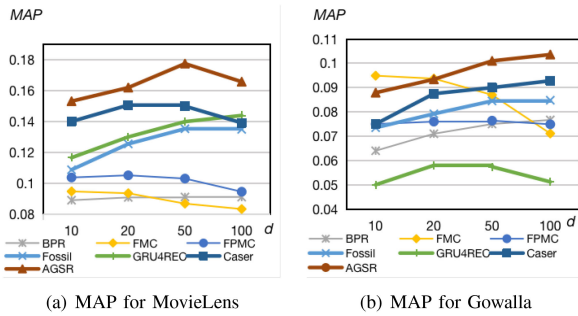 MAP
0.18
0.16
0.14
0.12
0.1
0.08
10 20 50 100 d
BPR FMC FPMC
Fossil GRU4REC Caser
AGSR
(a) MAP for MovieLens
MAP
0.11
0.1
0.09
0.08
0.07
0.06
0.05
0.04
10 20 50 100 d
BPR FMC FPMC
Fossil GRU4REC Caser
AGSR
(b) MAP for Gowalla